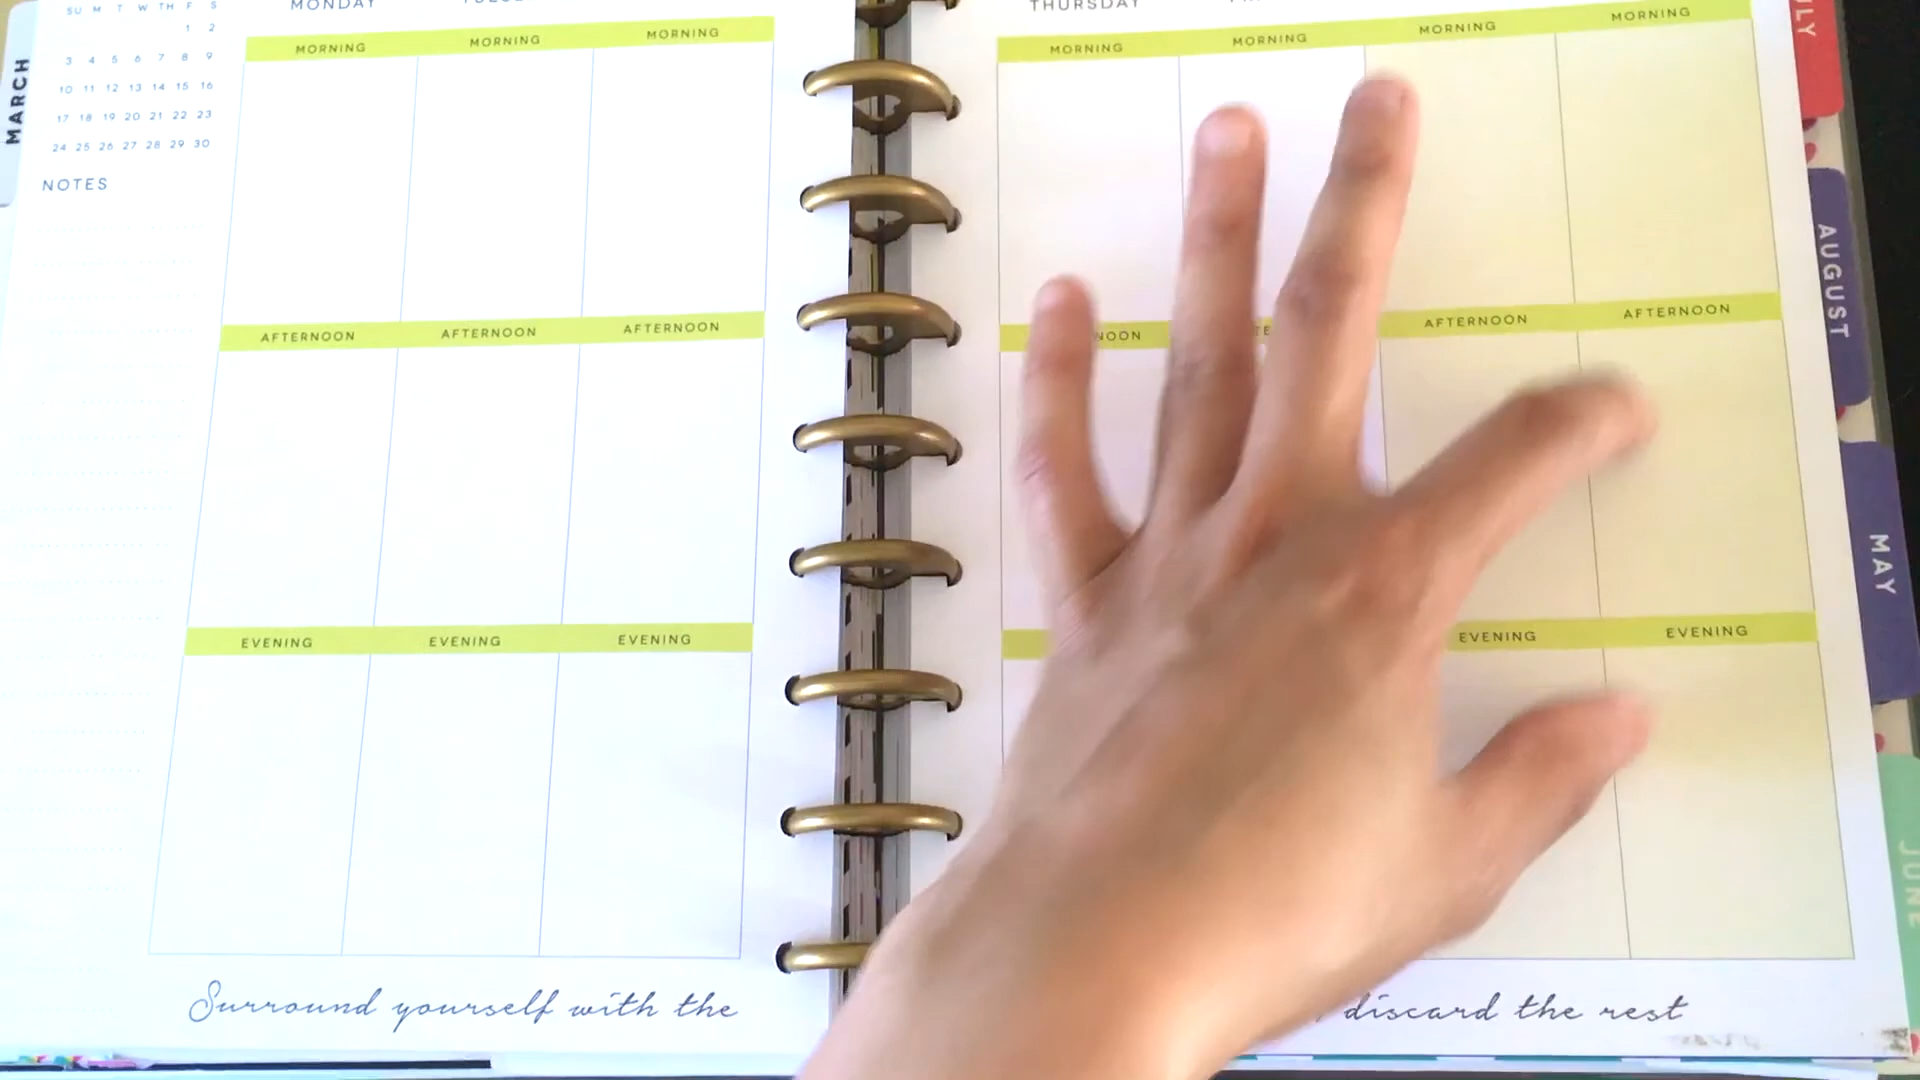 MARCH
SU M T W TH F S
1 2
3 4 5 6 7 8 9
10 11 12 13 14 15 16
17 18 19 20 21 22 23
24 25 26 27 28 29 30
NOTES
MONDAY
MORNING MORNING MORNING
AFTERNOON AFTERNOON AFTERNOON
EVENING EVENING EVENING
Surround yourself with the
THURSDAY
MORNING MORNING MORNING MORNING
NOON TE AFTERNOON AFTERNOON
EVENING EVENING
discard the rest
ULY
AUGUST
MAY
JUNE